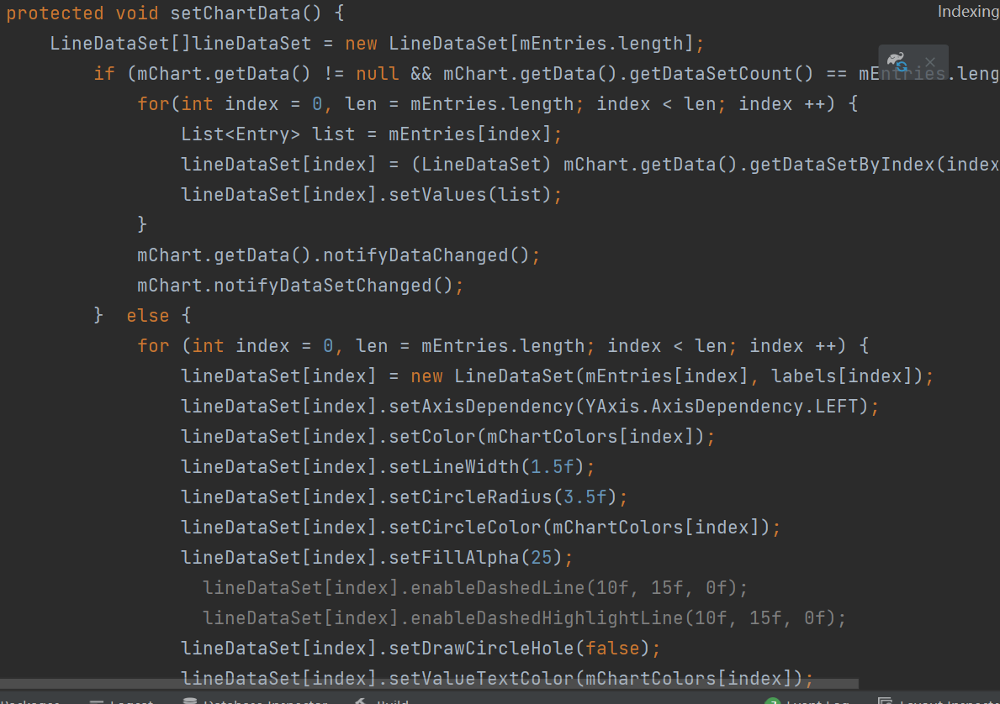 protected void setChartData() {
Indexing
LineDataSet[]lineDataSet = new LineDataSet[mEntries.length];
if (mChart.getData() != null && mChart.getData().getDataSetCount() == mEntries.leng
for(int index = 0, len = mEntries.length; index < len; index ++) {
List<Entry> list = mEntries[index];
lineDataSet[index] = (LineDataSet) mChart.getData().getDataSetByIndex(index
lineDataSet[index].setValues(list);
}
mChart.getData().notifyDataChanged();
mChart.notifyDataSetChanged();
} else {
for (int index = 0, len = mEntries.length; index < len; index ++) {
lineDataSet[index] = new LineDataSet(mEntries[index], labels[index]);
lineDataSet[index].setAxisDependency(YAxis.AxisDependency.LEFT);
lineDataSet[index].setColor(mChartColors[index]);
lineDataSet[index].setLineWidth(1.5f);
lineDataSet[index].setCircleRadius(3.5f);
lineDataSet[index].setCircleColor(mChartColors[index]);
lineDataSet[index].setFillAlpha(25);
lineDataSet[index].enableDashedLine(10f, 15f, 0f);
lineDataSet[index].enableDashedHighlightLine(10f, 15f, 0f);
lineDataSet[index].setDrawCircleHole(false);
lineDataSet[index].setValueTextColor(mChartColors[index]);